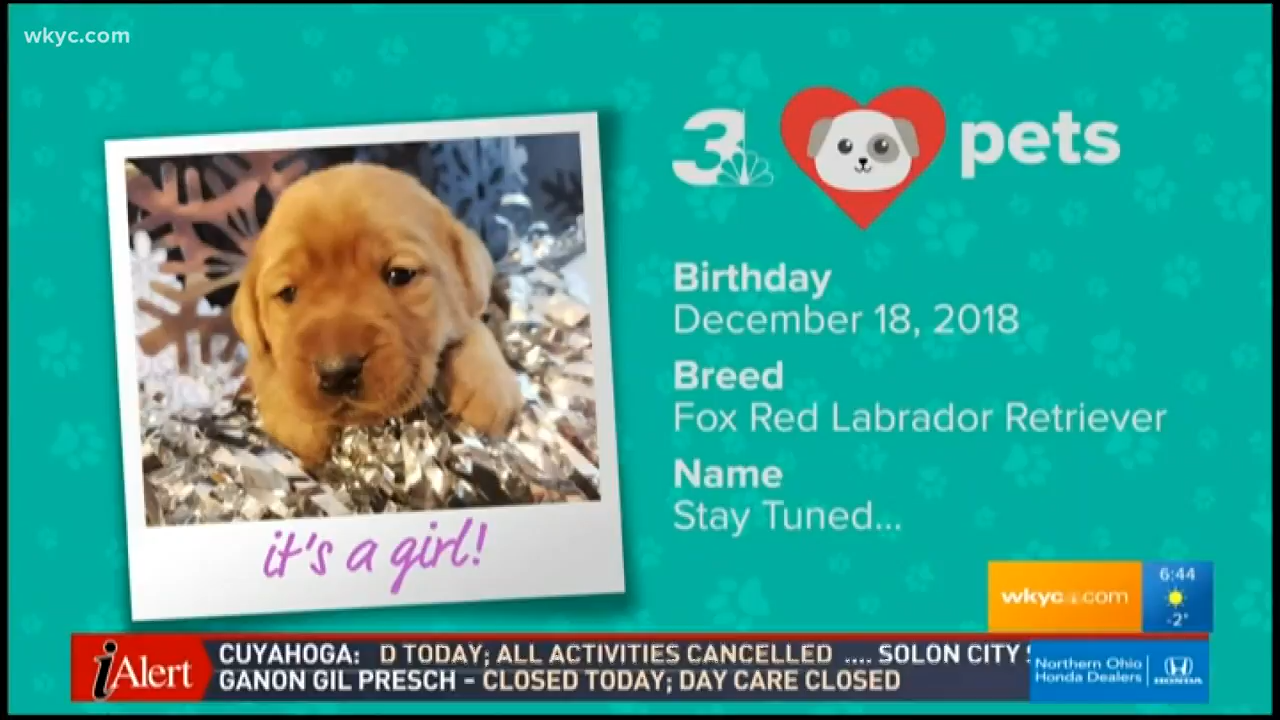 wkyc.com
3 pets
Birthday
December 18, 2018
Breed
Fox Red Labrador Retriever
Name
Stay Tuned...
it's a girl!
wkyc.com
6:44
-2°
iAlert
CUYAHOGA: D TODAY; ALL ACTIVITIES CANCELLED .... SOLON CITY S
GANON GIL PRESCH - CLOSED TODAY; DAY CARE CLOSED
Northern Ohio
Honda Dealers
HONDA